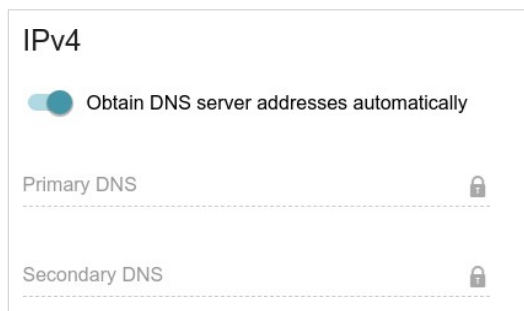 IPv4
Obtain DNS server addresses automatically
Primary DNS
Secondary DNS